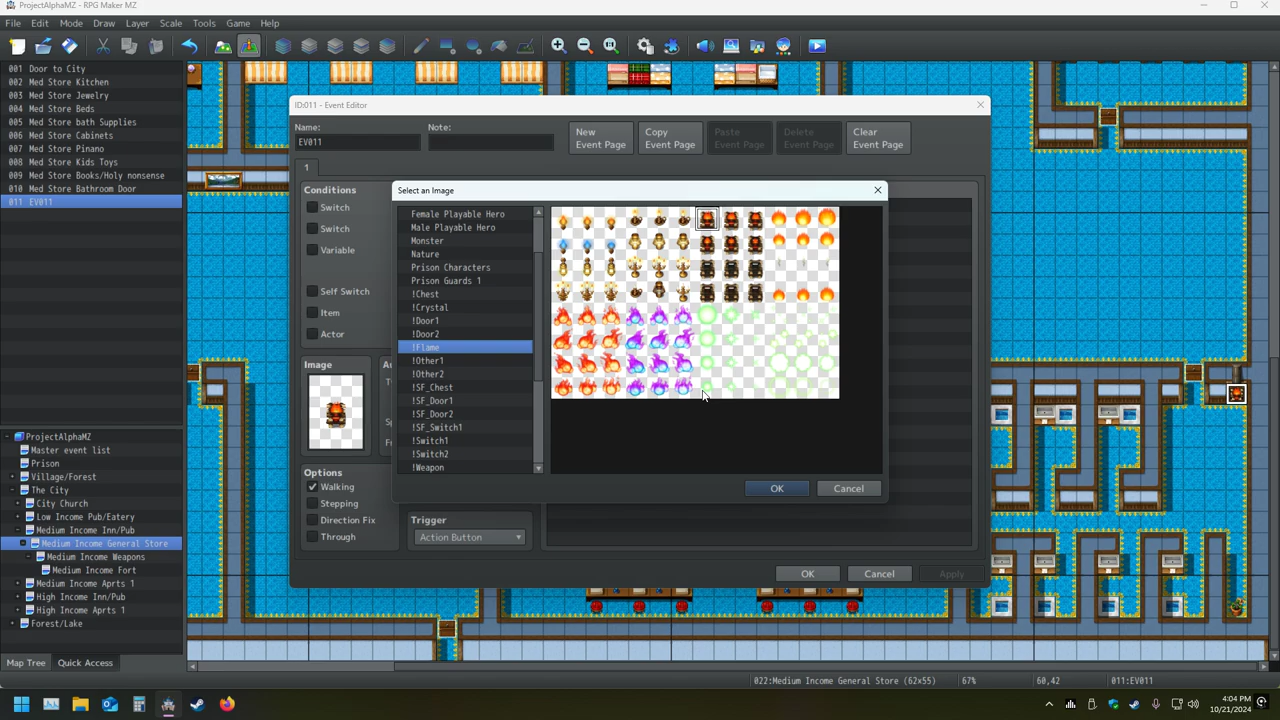 ProjectAlphaMZ - RPG Maker MZ
File Edit Mode Draw Layer Scale Tools Game Help
001 Door to City
002 Med Store Kitchen
003 Med Store Jewelry
004 Med Store Beds
005 Med Store bath Supplies
006 Med Store Cabinets
007 Med Store Pinano
008 Med Store Kids Toys
009 Med Store Books/Holy nonsense
010 Med Store Bathroom Door
011 EV011
ID:011 - Event Editor
Name:
EV011
Note:
New Event Page
Copy Event Page
Paste Event Page
Delete Event Page
Clear Event Page
1
Conditions
Switch
Switch
Variable
Self Switch
Item
Actor
Image
Options
Walking
Stepping
Direction Fix
Through
Trigger
Action Button
OK Cancel Apply
Select an Image
Female Playable Hero
Male Playable Hero
Monster
Nature
Prison Characters
Prison Guards 1
!Chest
!Crystal
!Door1
!Door2
!Flame
!Other1
!Other2
!SF_Chest
!SF_Door1
!SF_Door2
!SF_Switch1
!Switch1
!Switch2
!Weapon
OK Cancel
ProjectAlphaMZ
Master event list
Prison
Village/Forest
The City
City Church
Low Income Pub/Eatery
Medium Income Inn/Pub
Medium Income General Store
Medium Income Weapons
Medium Income Fort
Medium Income Aprts 1
High Income Inn/Pub
High Income Aprts 1
Forest/Lake
Map Tree Quick Access
022:Medium Income General Store (62x55) 67% 60,42 011:EV011
4:04 PM
10/21/2024